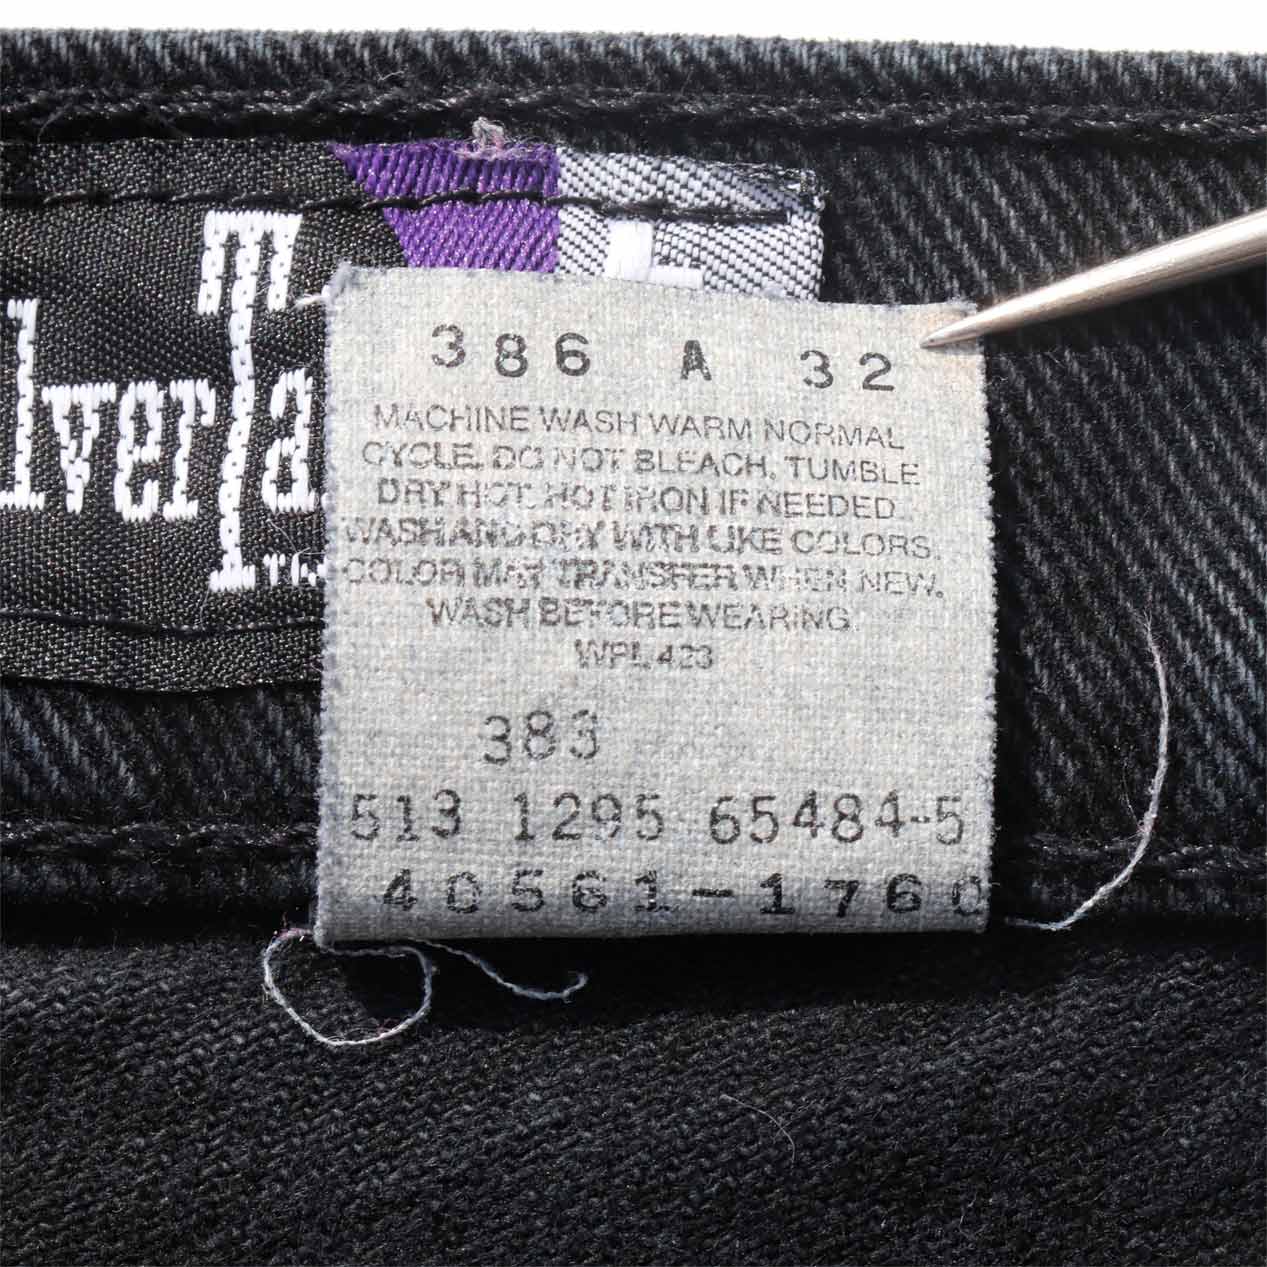 lverTa
386 A 32
MACHINE WASH WARM NORMAL
CYCLE. DO NOT BLEACH. TUMBLE
DRY HOT. HOT IRON IF NEEDED.
WASH AND DRY WITH LIKE COLORS.
COLOR MAY TRANSFER WHEN NEW.
WASH BEFORE WEARING.
WPL 423
383
513 1295 65484-5
40561-1760